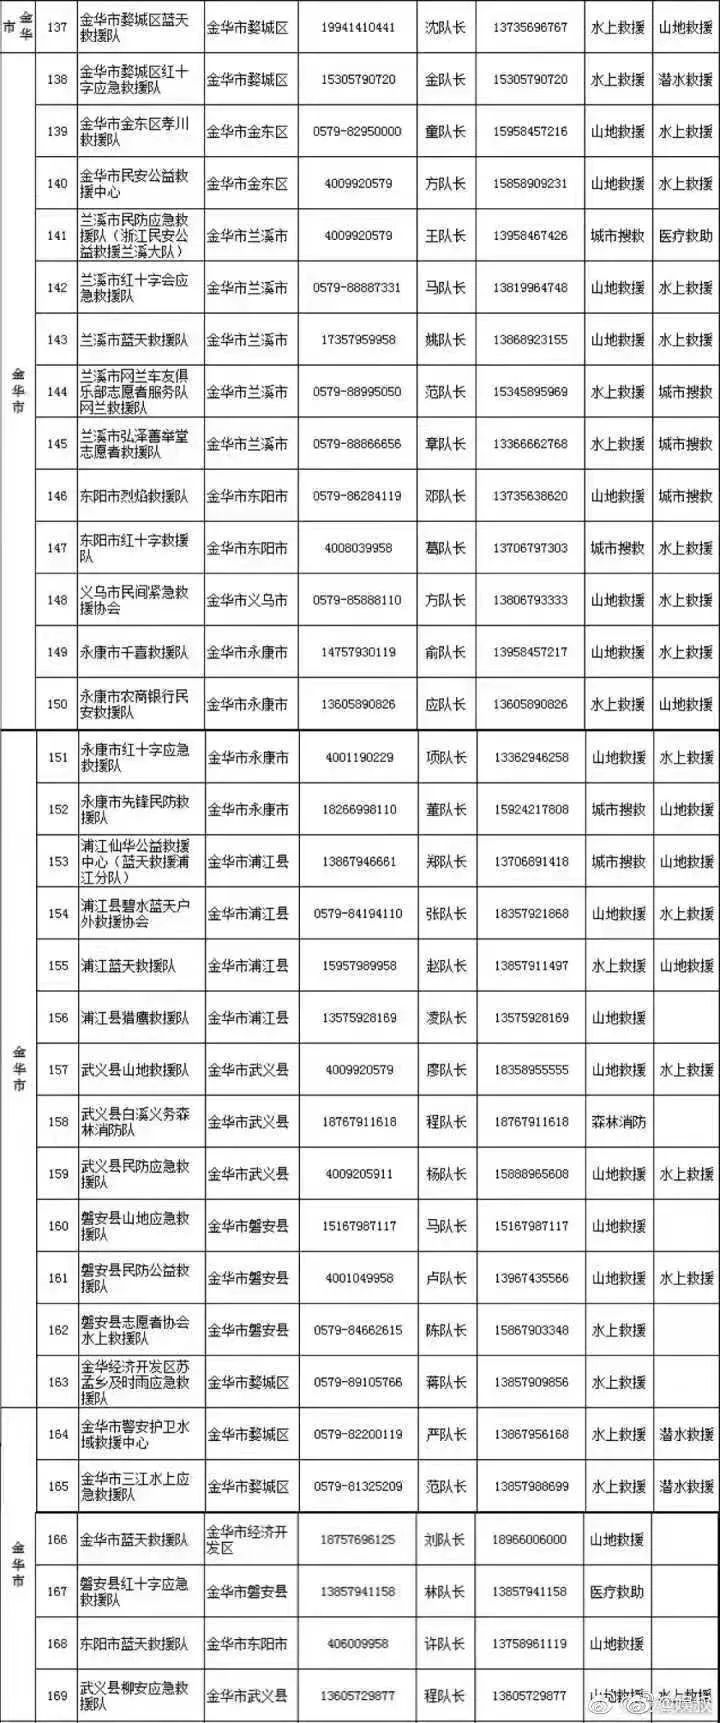 金华市
137 金华市婺城区蓝天救援队 金华市婺城区 19941410441 沈队长 13735696767 水上救援 山地救援
金华市
138 金华市婺城区红十字应急救援队 金华市婺城区 15305790720 金队长 15305790720 水上救援 潜水救援
139 金华市金东区孝川救援队 金华市金东区 0579-82950000 童队长 15958457216 山地救援 水上救援
140 金华市民安公益救援中心 金华市金东区 4009920579 方队长 15858909231 山地救援 水上救援
141 兰溪市民防应急救援队（浙江民安公益救援兰溪大队） 金华市兰溪市 4009920579 王队长 13958467426 城市搜救 医疗救助
142 兰溪市红十字会应急救援队 金华市兰溪市 0579-88887331 马队长 13819964748 山地救援 水上救援
143 兰溪市蓝天救援队 金华市兰溪市 17357959958 姚队长 13868923155 山地救援 水上救援
144 兰溪市网兰车友俱乐部志愿者服务队网兰救援队 金华市兰溪市 0579-88995050 范队长 15345895969 水上救援 城市搜救
145 兰溪市弘泽善举堂志愿者救援队 金华市兰溪市 0579-88866656 章队长 13366662768 水上救援 城市搜救
146 东阳市烈焰救援队 金华市东阳市 0579-86284119 邓队长 13735638620 山地救援 城市搜救
147 东阳市红十字救援队 金华市东阳市 4008039958 葛队长 13706797303 城市搜救 水上救援
148 义乌市民间紧急救援协会 金华市义乌市 0579-85888110 方队长 13806793333 山地救援 水上救援
149 永康市千喜救援队 金华市永康市 14757930119 俞队长 13958457217 山地救援 水上救援
150 永康市农商银行民安救援队 金华市永康市 13605890826 应队长 13605890826 水上救援 山地救援
金华市
151 永康市红十字应急救援队 金华市永康市 4001190229 项队长 13362946258 山地救援 水上救援
152 永康市先锋民防救援队 金华市永康市 18266998110 董队长 15924217808 城市搜救 山地救援
153 浦江仙华公益救援中心（蓝天救援浦江分队） 金华市浦江县 13867946661 郑队长 13706891418 城市搜救 山地救援
154 浦江县碧水蓝天户外救援协会 金华市浦江县 0579-84194110 张队长 18357921868 山地救援 水上救援
155 浦江蓝天救援队 金华市浦江县 15957989958 赵队长 13857911497 水上救援 山地救援
156 浦江县猎鹰救援队 金华市浦江县 13575928169 凌队长 13575928169 山地救援
157 武义县山地救援队 金华市武义县 4009920579 廖队长 18358955555 山地救援 水上救援
158 武义县白溪义务森林消防队 金华市武义县 18767911618 程队长 18767911618 森林消防
159 武义县民防应急救援队 金华市武义县 4009205911 杨队长 15888965608 山地救援 水上救援
160 磐安县山地应急救援队 金华市磐安县 15167987117 马队长 15167987117 山地救援
161 磐安县民防公益救援队 金华市磐安县 4001049958 卢队长 13967435566 山地救援 水上救援
162 磐安县志愿者协会水上救援队 金华市磐安县 0579-84662615 陈队长 15867903348 水上救援
163 金华经济开发区苏孟乡及时雨应急救援队 金华市婺城区 0579-89105766 蒋队长 13857909856 水上救援
金华市
164 金华市警安护卫水域救援中心 金华市婺城区 0579-82200119 严队长 13867956168 水上救援 潜水救援
165 金华市三江水上应急救援队 金华市婺城区 0579-81325209 范队长 13857988699 水上救援 潜水救援
166 金华市蓝天救援队 金华市经济开发区 18757696125 刘队长 18966006000 山地救援
167 磐安县红十字应急救援队 金华市磐安县 13857941158 林队长 13857941158 医疗救助
168 东阳市蓝天救援队 金华市东阳市 406009958 许队长 13758961119 山地救援
169 武义县柳安应急救援队 金华市武义县 13605729877 程队长 13605729877 山地救援 水上救援